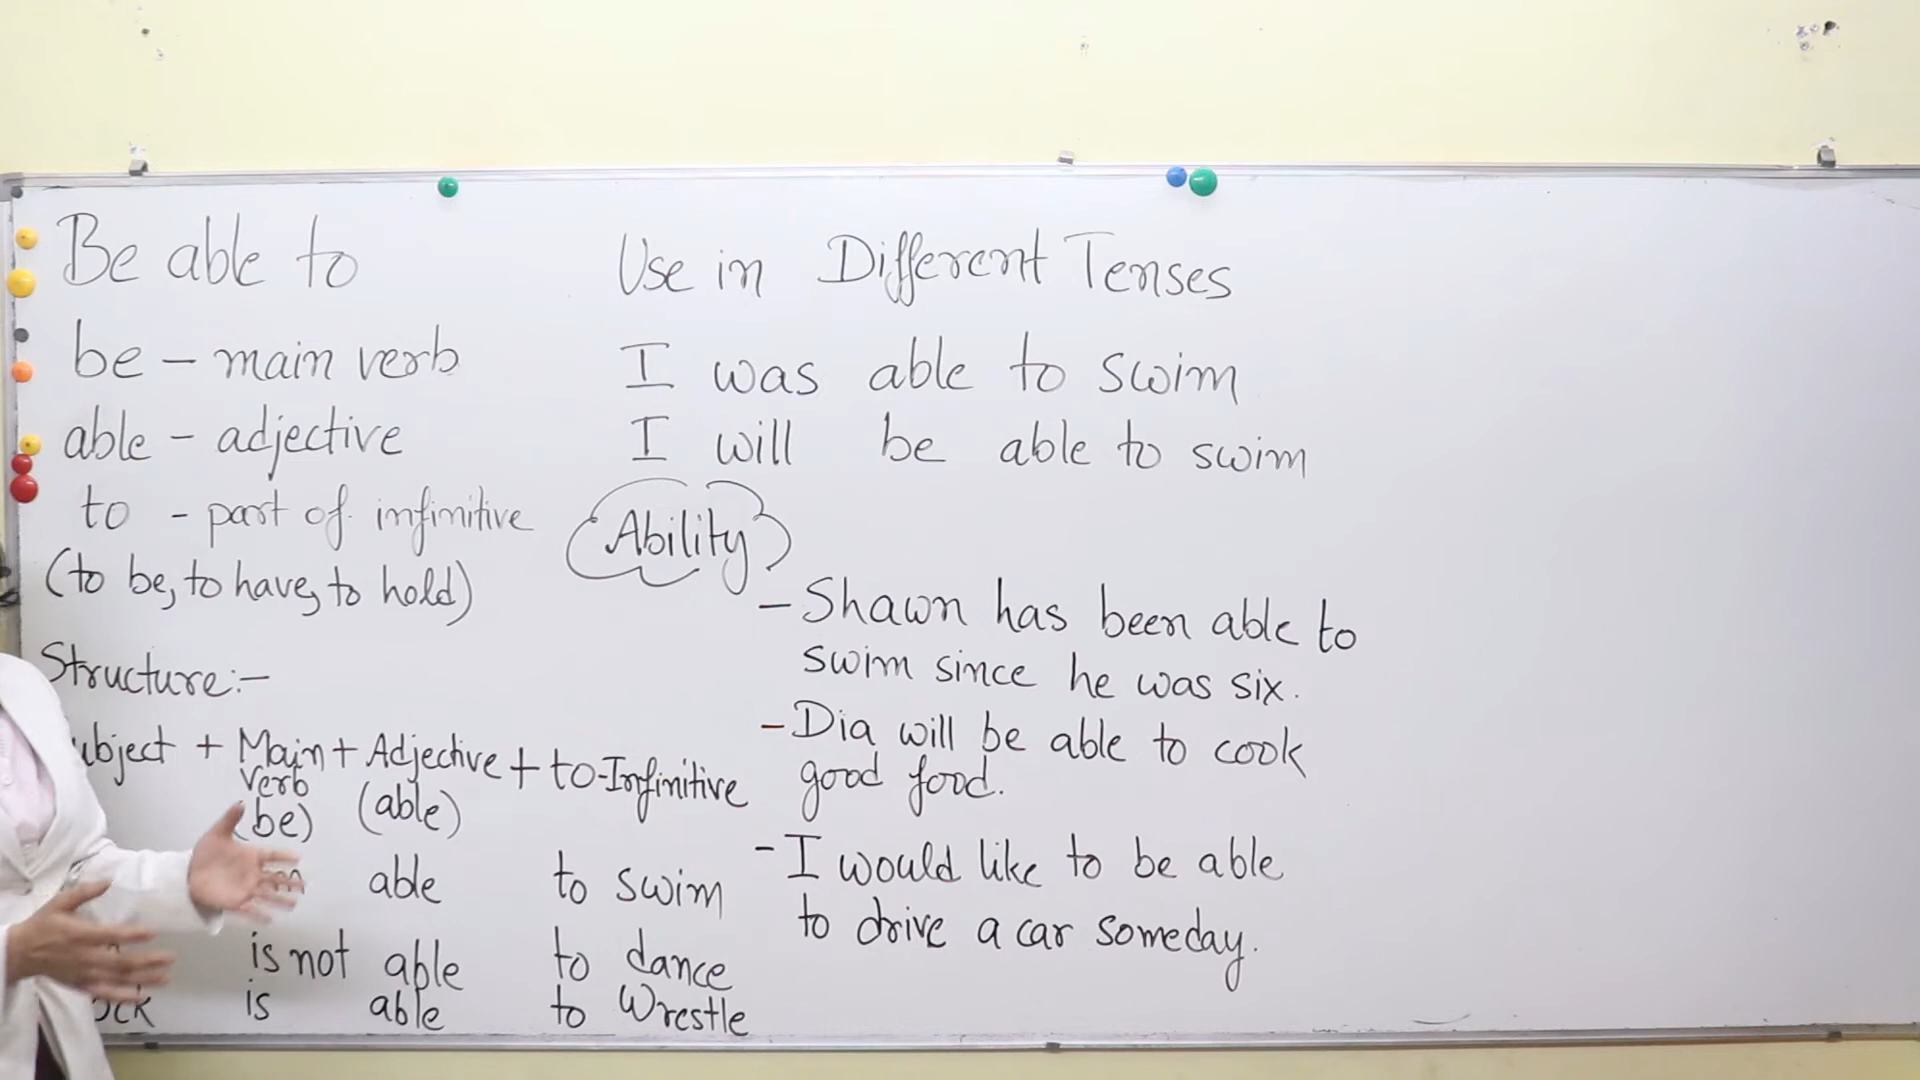 Be able to
be - main verb
able - adjective
to - part of infinitive
(to be, to have, to hold)
Structure:-
+ Main + Adjective + to-Infinitive
verb
(be) (able)
able to swim
is not able to dance
is able to Wrestle
Use in Different Tenses
I was able to swim
I will be able to swim
Ability
- Shawn has been able to
swim since he was six.
- Dia will be able to cook
good food.
- I would like to be able
to drive a car someday.